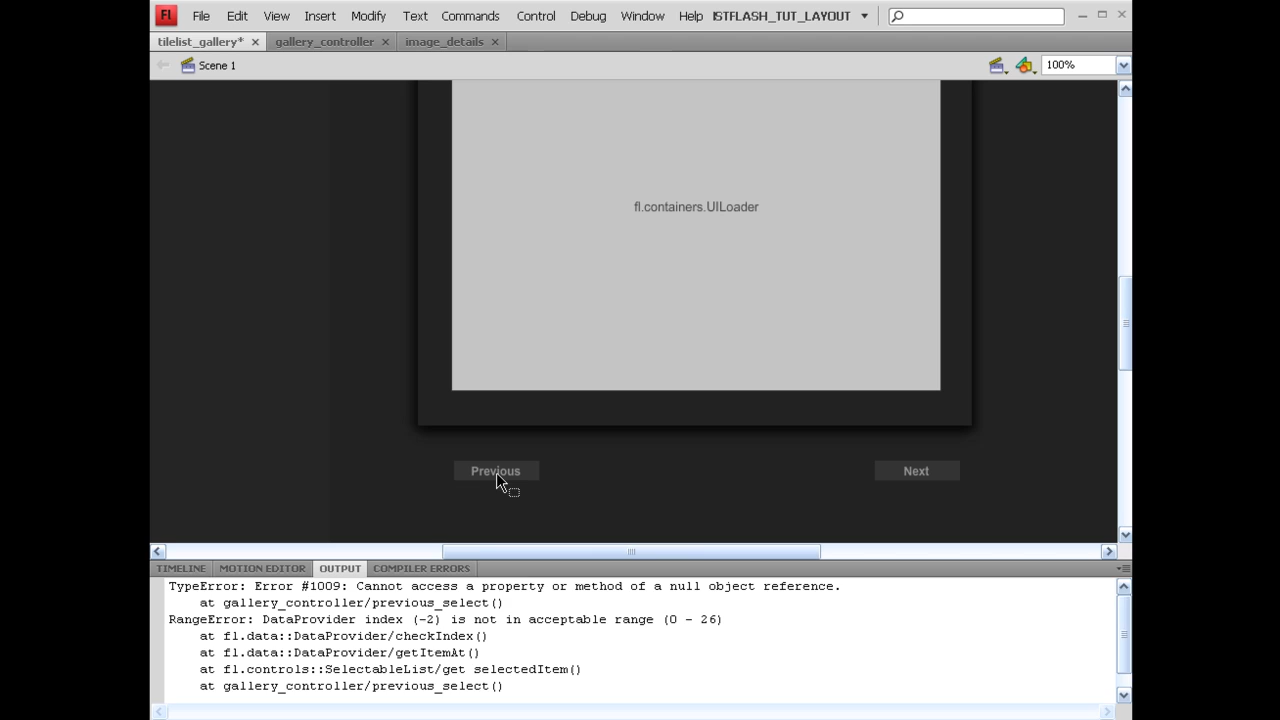 Fl File Edit View Insert Modify Text Commands Control Debug Window Help ISTFLASH_TUT_LAYOUT
tilelist_gallery* gallery_controller image_details
Scene 1 100%
fl.containers.UILoader
Previous Next
TIMELINE MOTION EDITOR OUTPUT COMPILER ERRORS
TypeError: Error #1009: Cannot access a property or method of a null object reference.
at gallery_controller/previous_select()
RangeError: DataProvider index (-2) is not in acceptable range (0 - 26)
at fl.data::DataProvider/checkIndex()
at fl.data::DataProvider/getItemAt()
at fl.controls::SelectableList/get selectedItem()
at gallery_controller/previous_select()